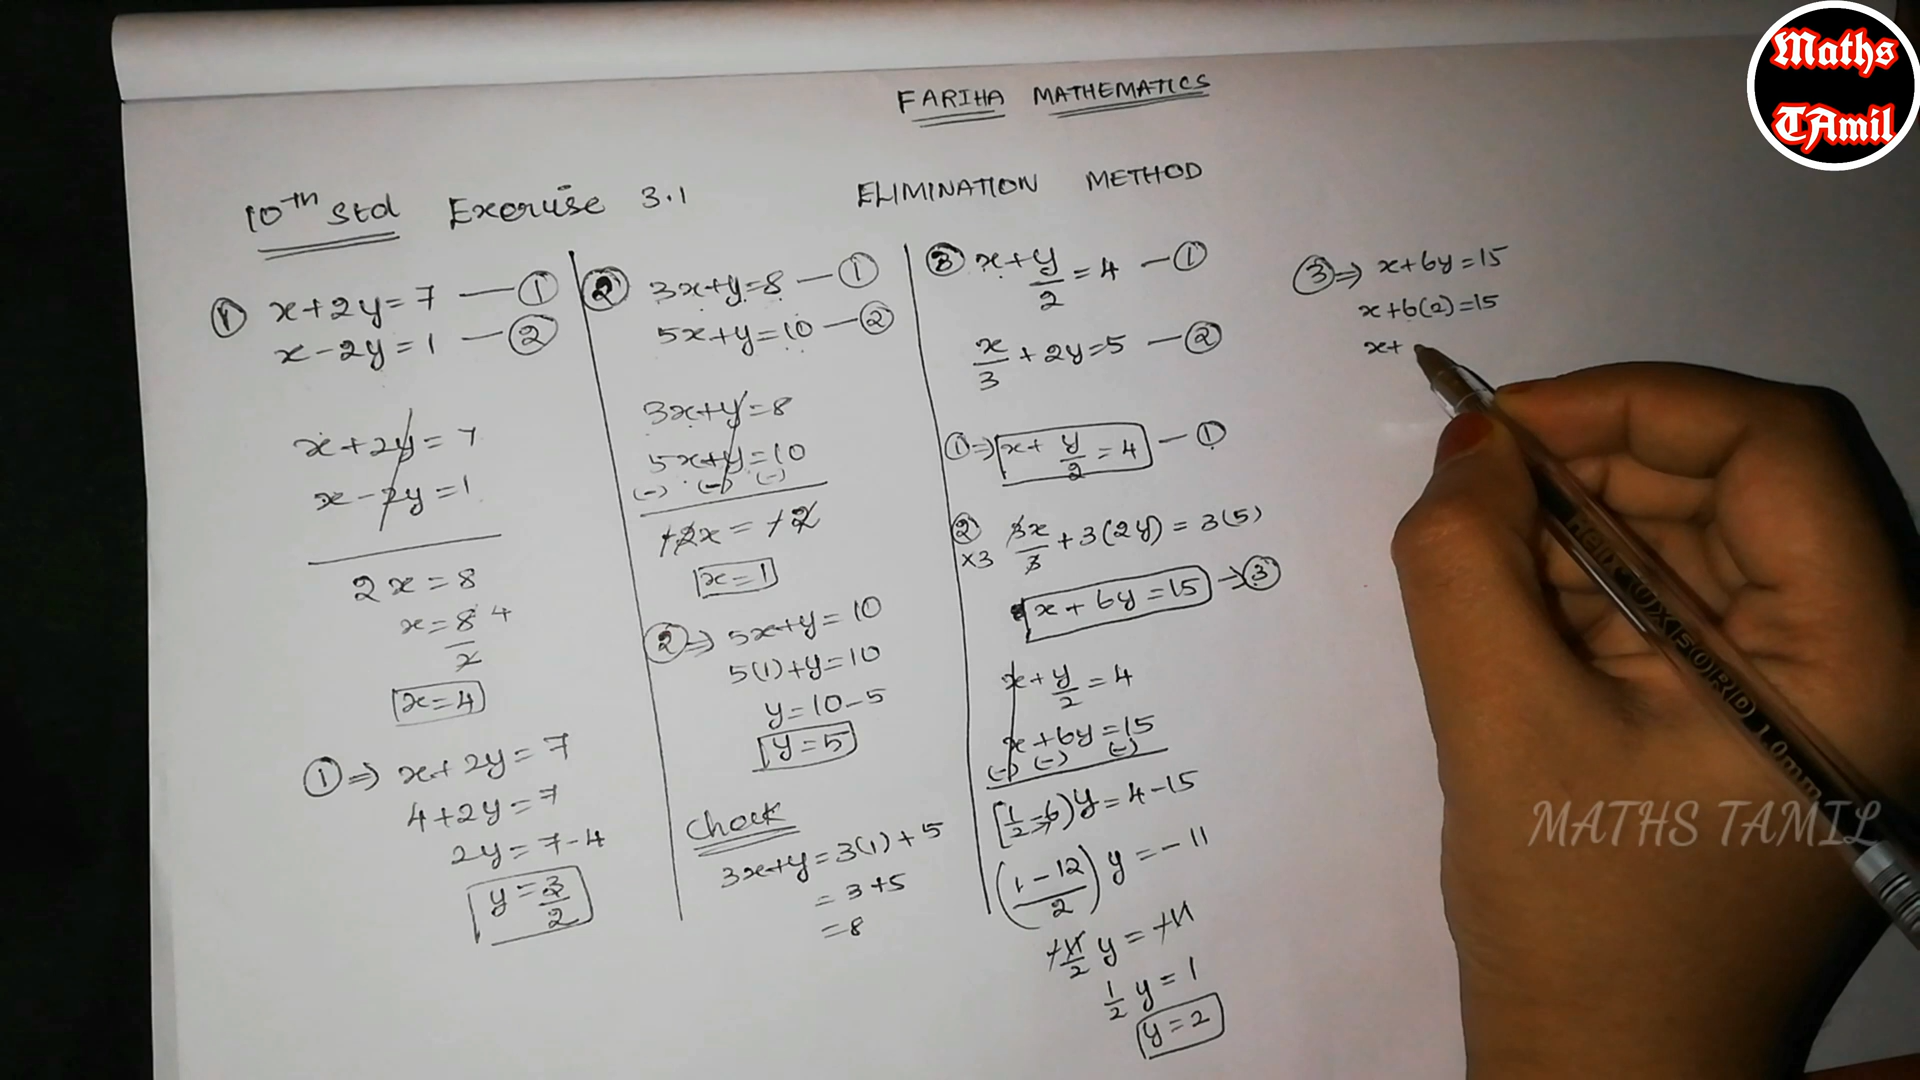 Maths
TAmil
FARIHA MATHEMATICS
10th Std Exercise 3.1
ELIMINATION METHOD
① x+2y=7 — ①
x-2y=1 — ②
x+2y=7
x-2y=1
2x=8
x=8/2 4
x=4
①⇒ x+2y=7
4+2y=7
2y=7-4
y=3/2
② 3x+y=8 — ①
5x+y=10 — ②
3x+y=8
5x+y=10
(-) (-) (-)
+2x=+2
x=1
②⇒ 5x+y=10
5(1)+y=10
y=10-5
y=5
Check
3x+y=3(1)+5
=3+5
=8
③ x+y/2=4 — ①
x/3+2y=5 — ②
①⇒ x+y/2=4 — ①
② ×3 3x/3+3(2y)=3(5)
x+6y=15 → ③
x+y/2=4
x+6y=15
(-) (-) (-)
[1/2-6)y=4-15
(1-12/2)y=-11
+11/2 y=+11
1/2 y=1
y=2
③⇒ x+6y=15
x+6(2)=15
x+
Helix LUXSORD 1.0mm
MATHS TAMIL